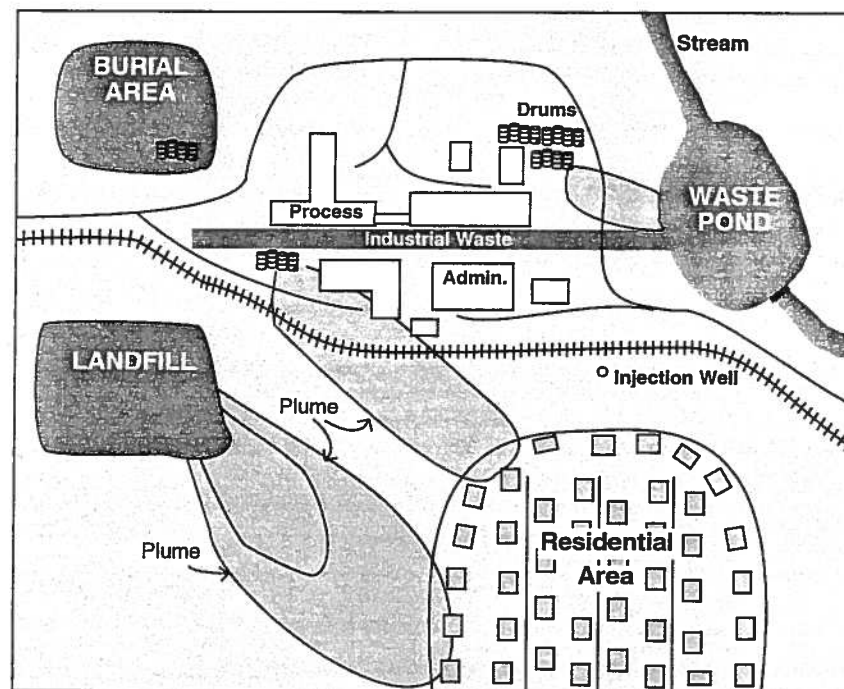 Stream
BURIAL
AREA
Drums
WASTE
POND
Process
Industrial Waste
Admin.
LANDFILL
Injection Well
Plume
Plume
Residential
Area